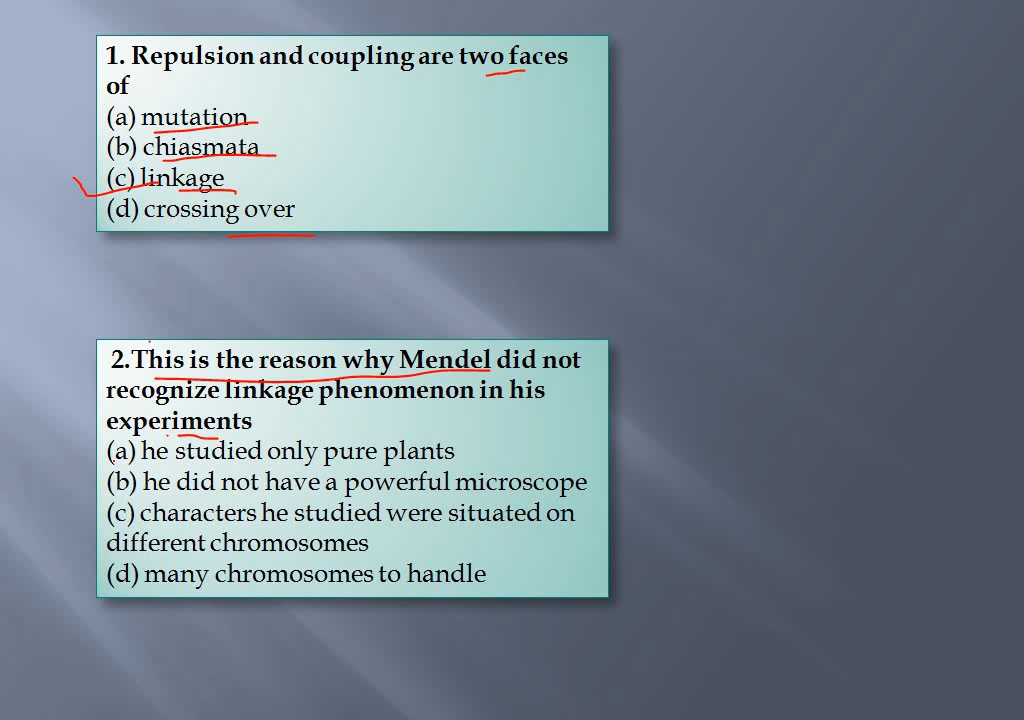 1. Repulsion and coupling are two faces
of
(a) mutation
(b) chiasmata
(c) linkage
(d) crossing over
2.This is the reason why Mendel did not
recognize linkage phenomenon in his
experiments
(a) he studied only pure plants
(b) he did not have a powerful microscope
(c) characters he studied were situated on
different chromosomes
(d) many chromosomes to handle